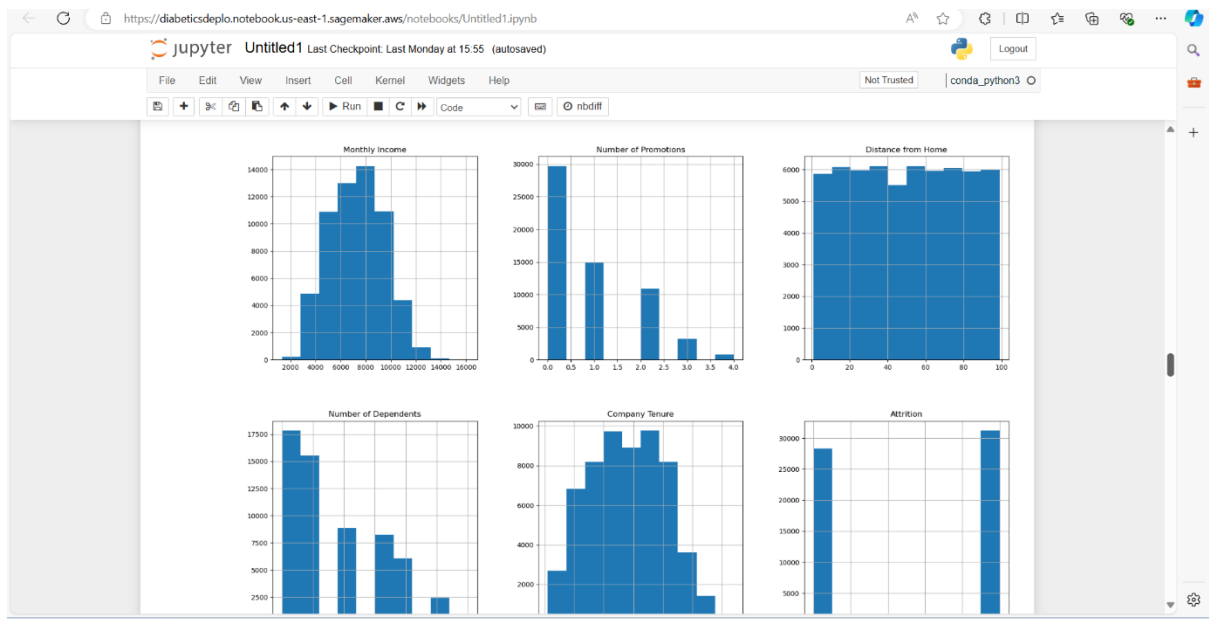 https://diabeticsdeplo.notebook.us-east-1.sagemaker.aws/notebooks/Untitled1.ipynb
jupyter Untitled1 Last Checkpoint: Last Monday at 15:55 (autosaved)
Logout
File Edit View Insert Cell Kernel Widgets Help
Not Trusted
conda_python3
Run Code nbdiff
Monthly Income
14000
12000
10000
8000
6000
4000
2000
0
2000 4000 6000 8000 10000 12000 14000 16000
Number of Promotions
30000
25000
20000
15000
10000
5000
0
0.0 0.5 1.0 1.5 2.0 2.5 3.0 3.5 4.0
Distance from Home
6000
5000
4000
3000
2000
1000
0
0 20 40 60 80 100
Number of Dependents
17500
15000
12500
10000
7500
5000
2500
Company Tenure
10000
8000
6000
4000
2000
Attrition
30000
25000
20000
15000
10000
5000